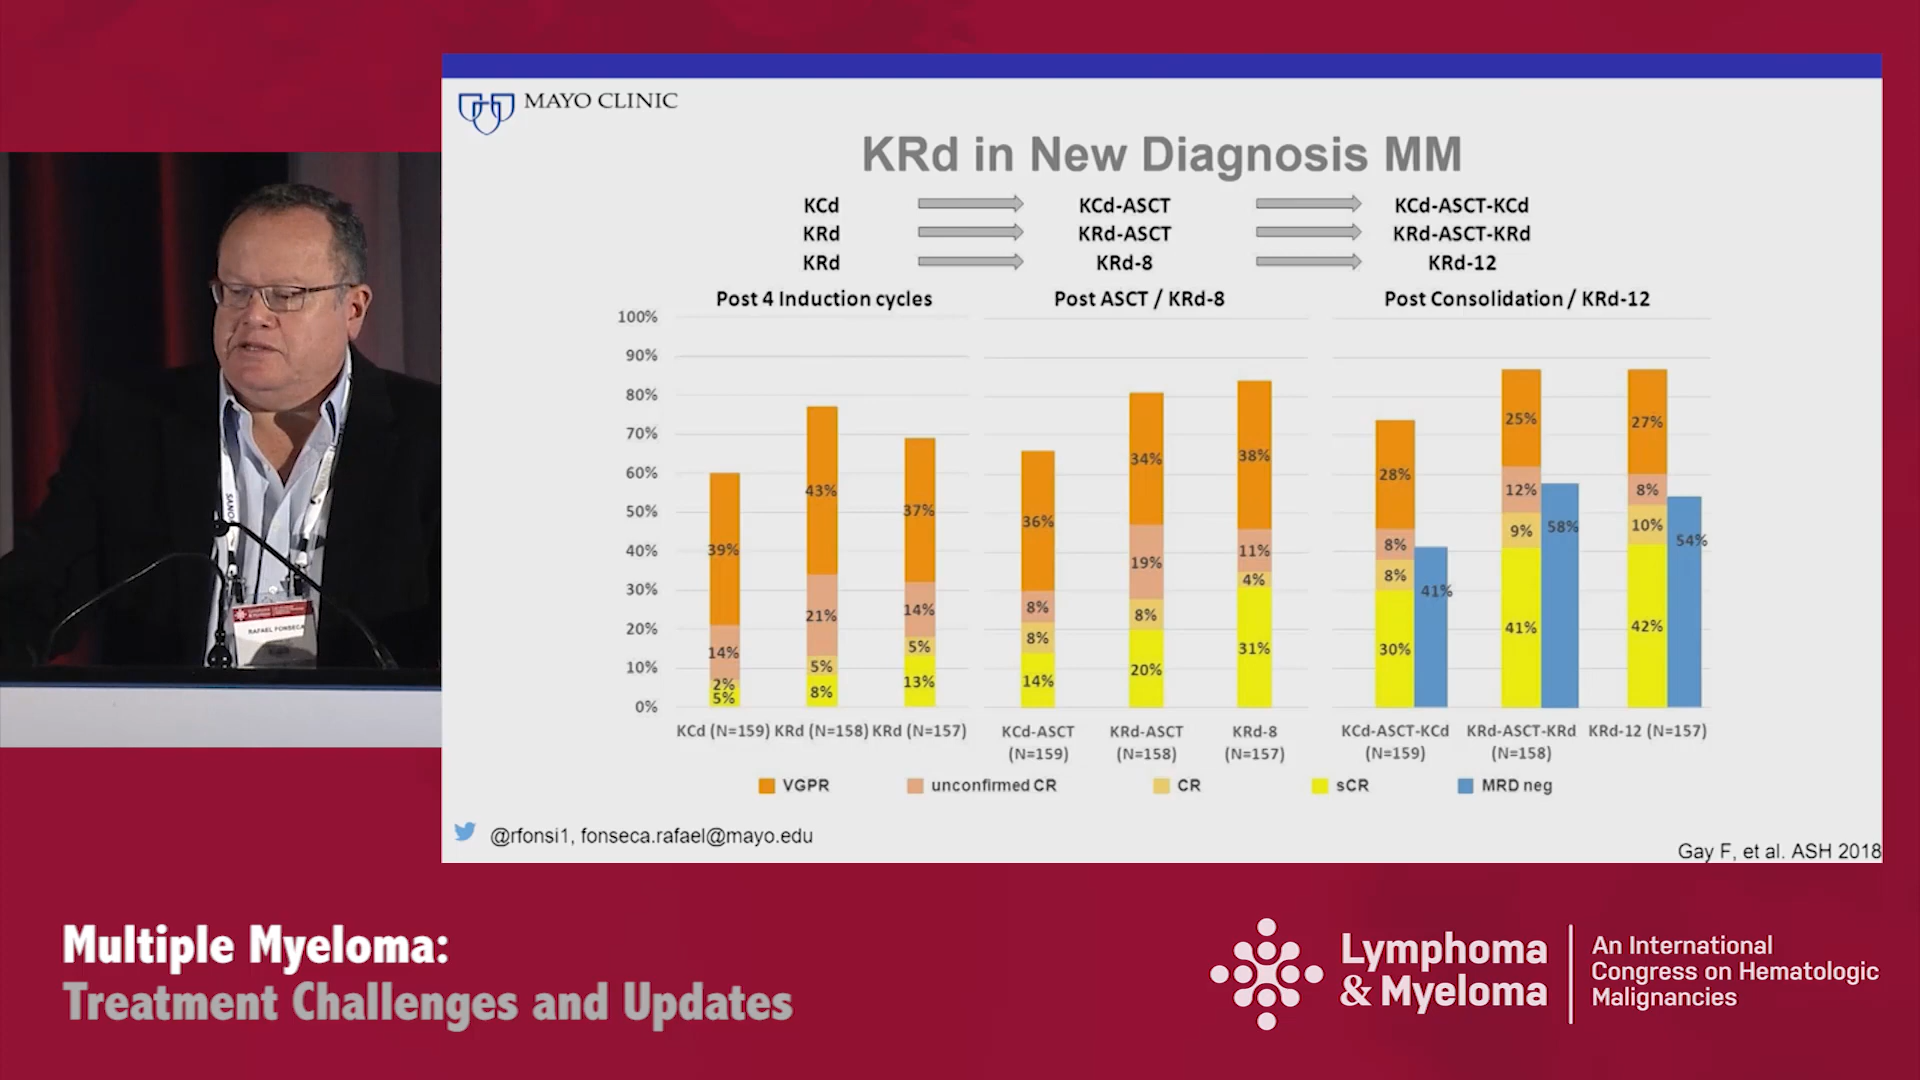 MAYO CLINIC
KRd in New Diagnosis MM
KCd KCd-ASCT KCd-ASCT-KCd
KRd KRd-ASCT KRd-ASCT-KRd
KRd KRd-8 KRd-12
Post 4 Induction cycles Post ASCT / KRd-8 Post Consolidation / KRd-12
100%
90%
80%
70%
60%
50%
40%
30%
20%
10%
0%
39%
14%
2%
5%
43%
21%
5%
8%
37%
14%
5%
13%
36%
8%
8%
14%
34%
19%
8%
20%
38%
11%
4%
31%
28%
8%
8%
30%
41%
25%
12%
9%
41%
58%
27%
8%
10%
42%
54%
KCd (N=159) KRd (N=158) KRd (N=157)
KCd-ASCT (N=159)
KRd-ASCT (N=158)
KRd-8 (N=157)
KCd-ASCT-KCd (N=159)
KRd-ASCT-KRd (N=158)
KRd-12 (N=157)
VGPR unconfirmed CR CR sCR MRD neg
@rfonsi1, fonseca.rafael@mayo.edu
Gay F, et al. ASH 2018
SANO
Lymphoma
RAFAEL FONSECA
Multiple Myeloma:
Treatment Challenges and Updates
Lymphoma
& Myeloma
An International
Congress on Hematologic
Malignancies